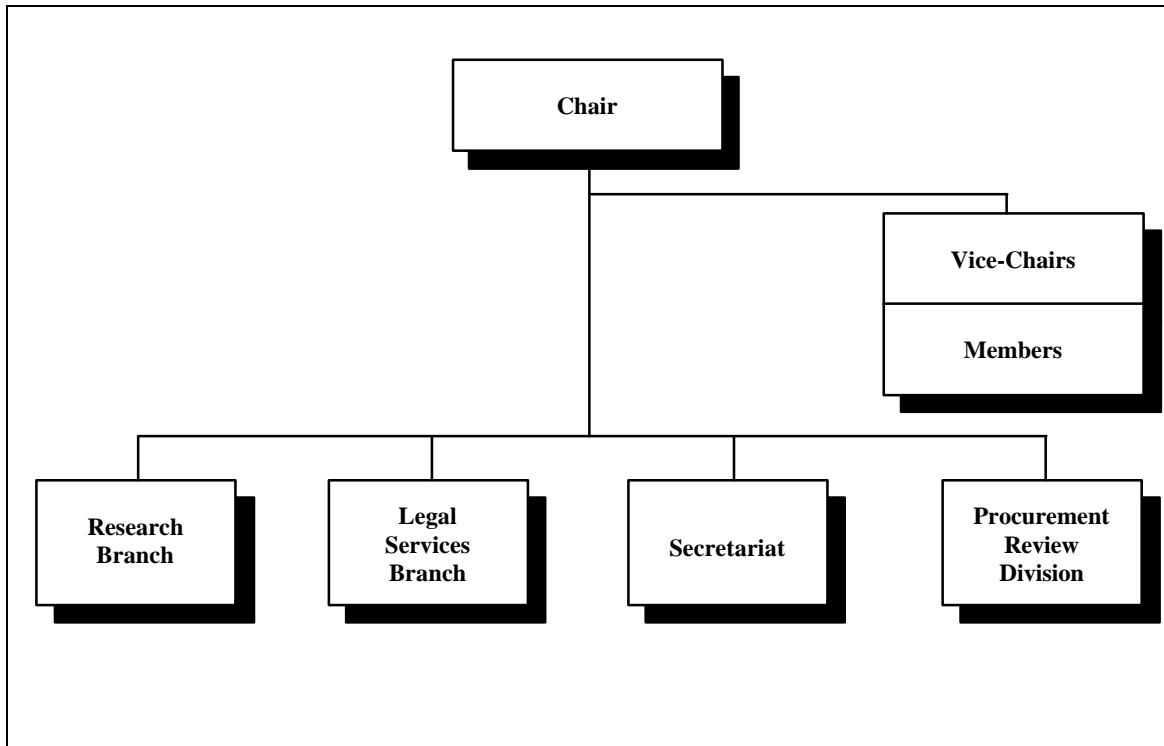 Chair
Vice-Chairs
Members
Research
Branch
Legal
Services
Branch
Secretariat
Procurement
Review
Division